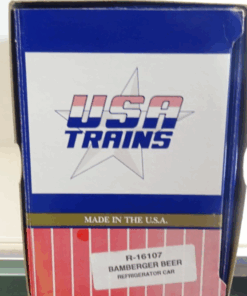 USA
TRAINS
MADE IN THE U.S.A.
R-16107
BAMBERGER BEER
REFRIGERATOR CAR